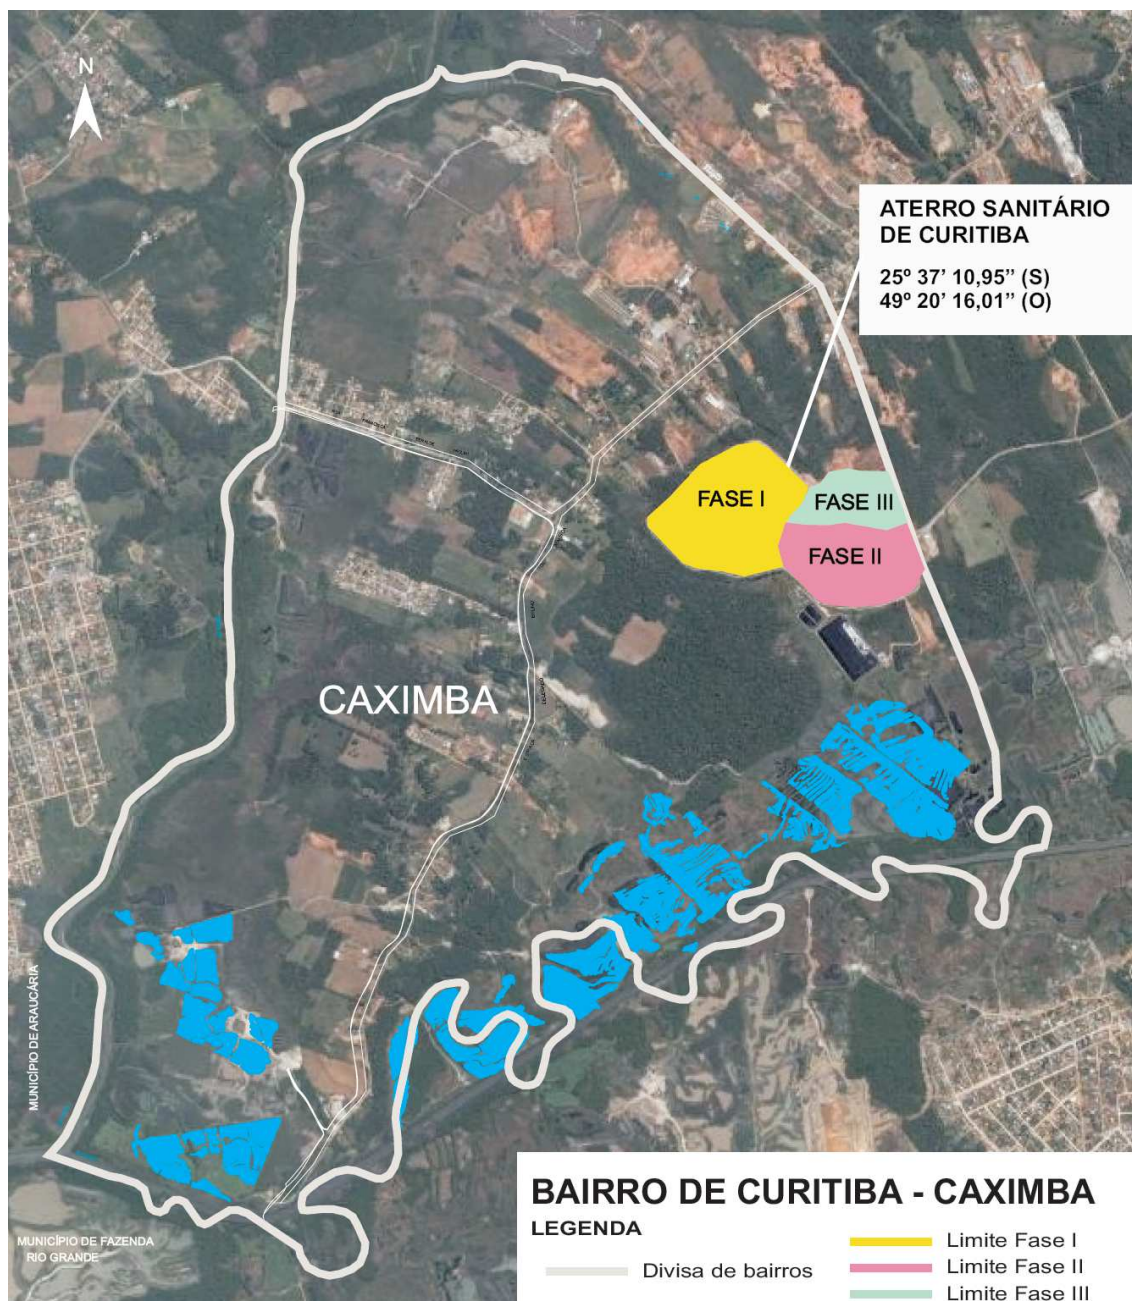 N
ATERRO SANITÁRIO
DE CURITIBA
25º 37’ 10,95” (S)
49º 20’ 16,01” (O)
FASE I
FASE III
FASE II
CAXIMBA
MUNICÍPIO DE ARAUCÁRIA
MUNICÍPIO DE FAZENDA
RIO GRANDE
BAIRRO DE CURITIBA - CAXIMBA
LEGENDA
Divisa de bairros
Limite Fase I
Limite Fase II
Limite Fase III